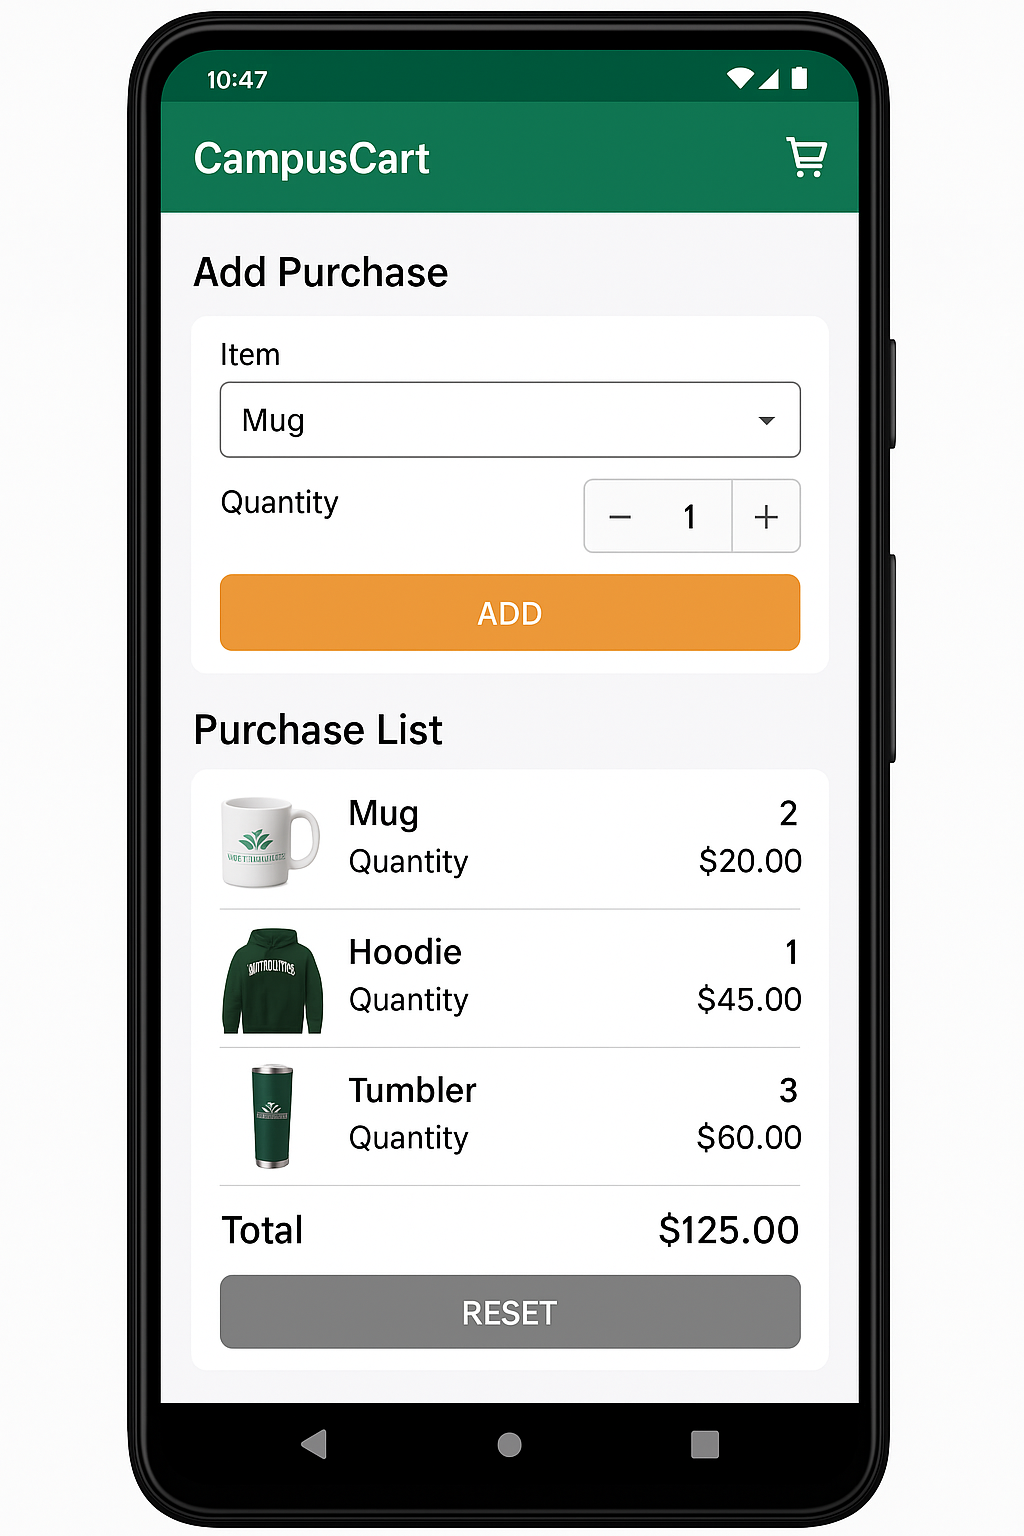 10:47
CampusCart
Add Purchase
Item
Mug
Quantity
1
ADD
Purchase List
Mug 2
Quantity $20.00
Hoodie 1
Quantity $45.00
Tumbler 3
Quantity $60.00
Total $125.00
RESET